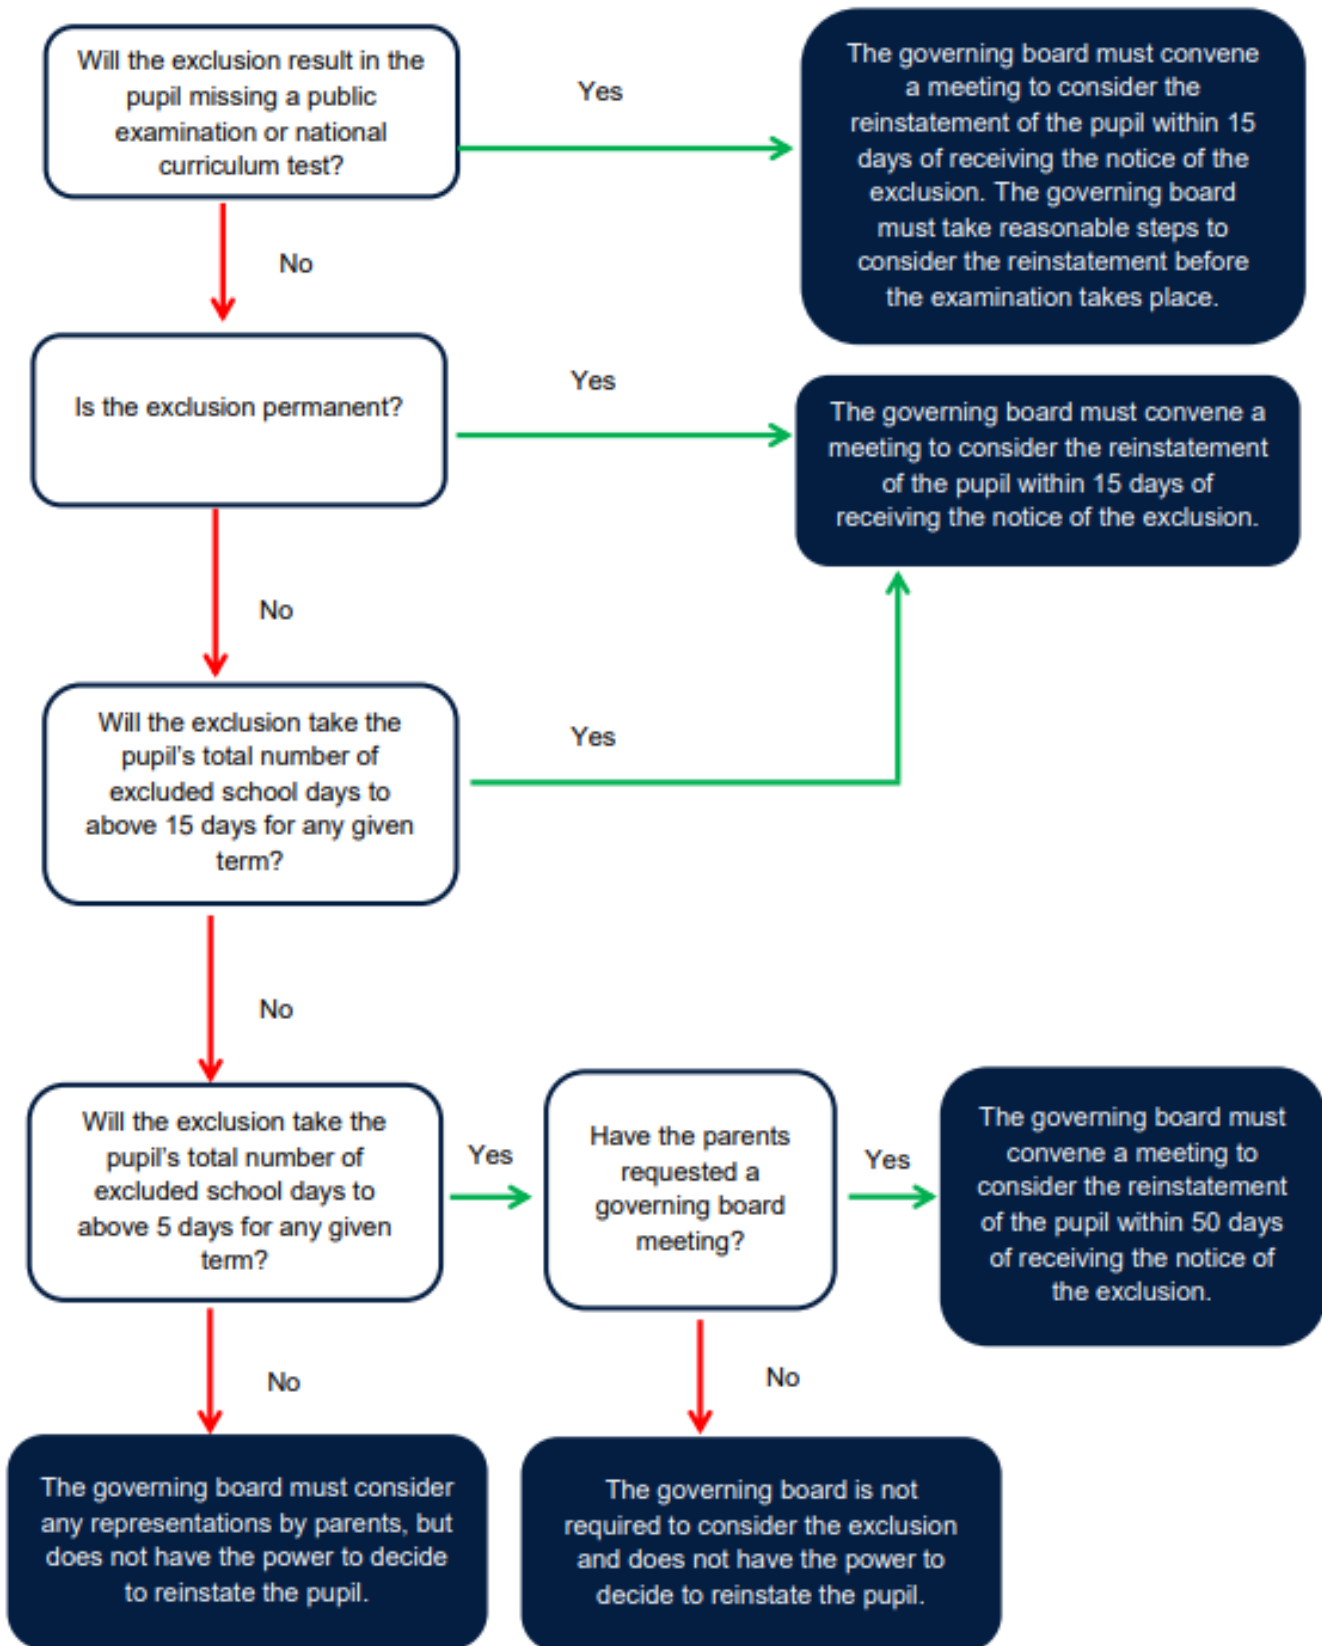 Will the exclusion result in the
pupil missing a public
examination or national
curriculum test?
Yes
The governing board must convene
a meeting to consider the
reinstatement of the pupil within 15
days of receiving the notice of the
exclusion. The governing board
must take reasonable steps to
consider the reinstatement before
the examination takes place.
No
Is the exclusion permanent?
Yes
The governing board must convene a
meeting to consider the reinstatement
of the pupil within 15 days of
receiving the notice of the exclusion.
No
Will the exclusion take the
pupil's total number of
excluded school days to
above 15 days for any given
term?
Yes
No
Will the exclusion take the
pupil's total number of
excluded school days to
above 5 days for any given
term?
Yes
Have the parents
requested a
governing board
meeting?
Yes
The governing board must
convene a meeting to
consider the reinstatement
of the pupil within 50 days
of receiving the notice of
the exclusion.
No
No
The governing board must consider
any representations by parents, but
does not have the power to decide
to reinstate the pupil.
The governing board is not
required to consider the exclusion
and does not have the power to
decide to reinstate the pupil.